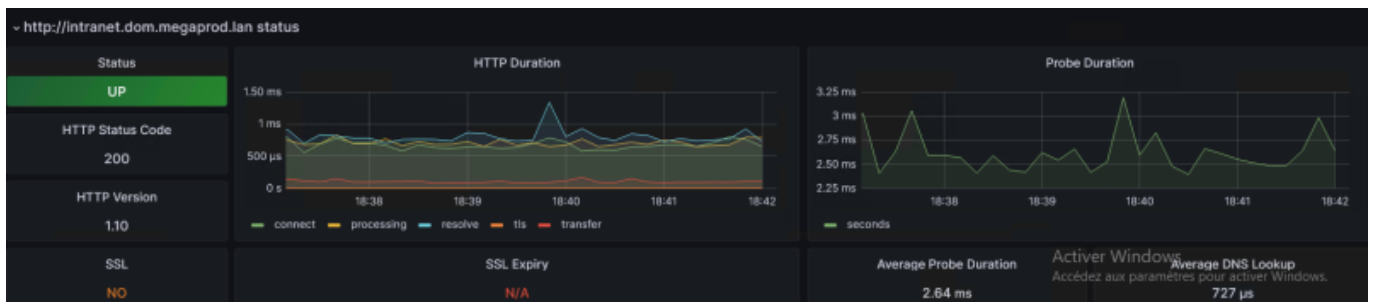 http://intranet.dom.megaprod.lan status
Status
UP
HTTP Status Code
200
HTTP Version
1.10
SSL
NO
HTTP Duration
1.50 ms
1 ms
500 µs
0 s
18:38 18:39 18:40 18:41 18:42
connect processing resolve tls transfer
SSL Expiry
N/A
Probe Duration
3.25 ms
3 ms
2.75 ms
2.50 ms
2.25 ms
18:38 18:39 18:40 18:41 18:42
seconds
Average Probe Duration
2.64 ms
Average DNS Lookup
727 µs
Activer Windows
Accédez aux paramètres pour activer Windows.